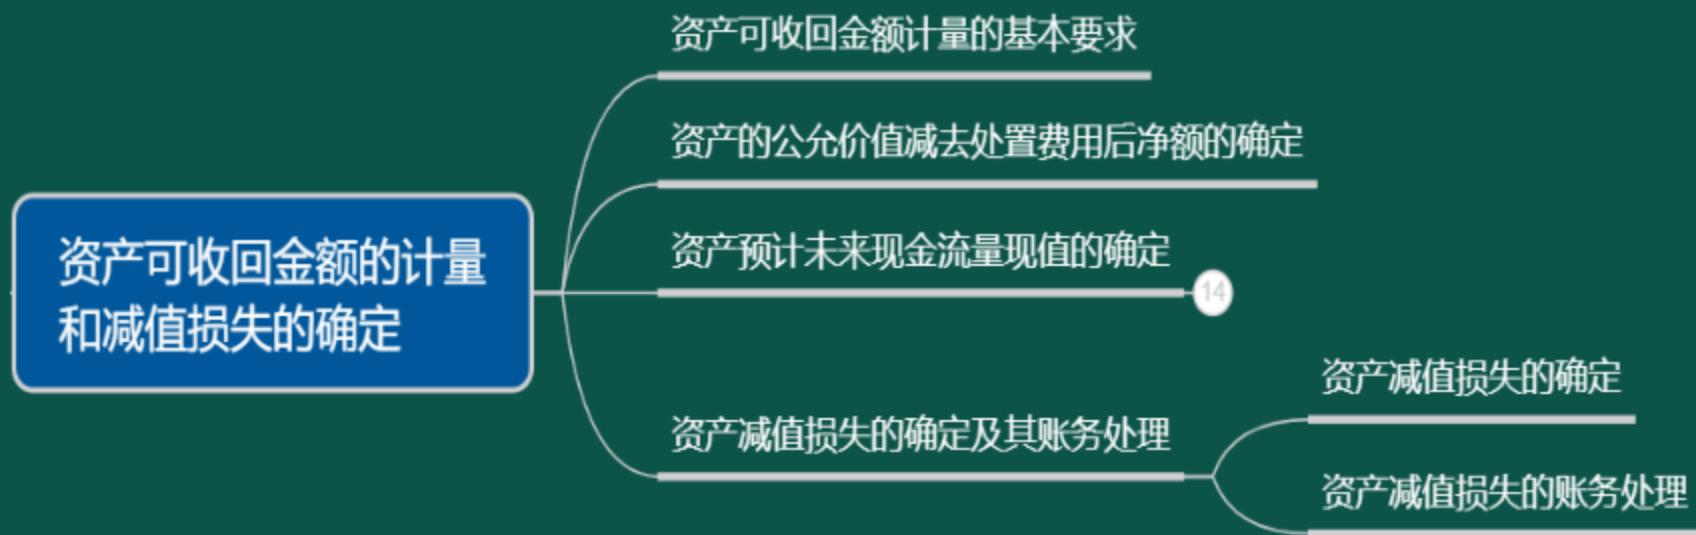 资产可收回金额的计量
和减值损失的确定
资产可收回金额计量的基本要求
资产的公允价值减去处置费用后净额的确定
资产预计未来现金流量现值的确定
14
资产减值损失的确定及其账务处理
资产减值损失的确定
资产减值损失的账务处理